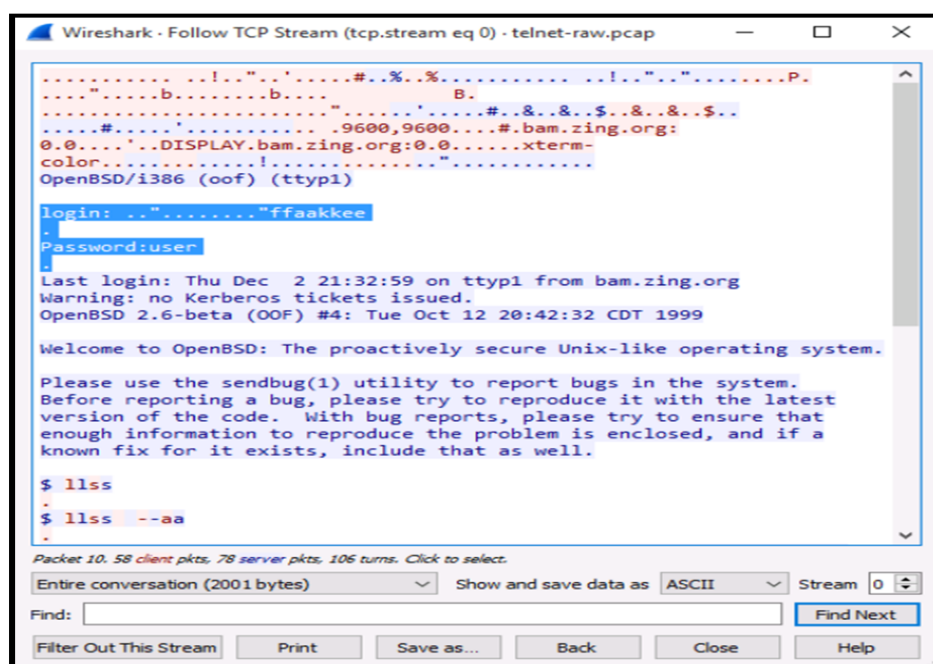 Wireshark · Follow TCP Stream (tcp.stream eq 0) · telnet-raw.pcap
........... ..!.."..'.....#..%..%........... ..!.."..".......P.
....".....b........b.... B.
........................"......'.....#..&..&..$..&..&..$..
.....#.....'........... .9600,9600....#.bam.zing.org:
0.0....'..DISPLAY.bam.zing.org:0.0......xterm-
color.............!.............."............
OpenBSD/i386 (oof) (ttyp1)
login: .."........"ffaakkee
.
Password:user
.
Last login: Thu Dec  2 21:32:59 on ttyp1 from bam.zing.org
Warning: no Kerberos tickets issued.
OpenBSD 2.6-beta (OOF) #4: Tue Oct 12 20:42:32 CDT 1999
Welcome to OpenBSD: The proactively secure Unix-like operating system.
Please use the sendbug(1) utility to report bugs in the system.
Before reporting a bug, please try to reproduce it with the latest
version of the code.  With bug reports, please try to ensure that
enough information to reproduce the problem is enclosed, and if a
known fix for it exists, include that as well.
$ llss
.
$ llss  --aa
.
Packet 10. 58 client pkts, 78 server pkts, 106 turns. Click to select.
Entire conversation (2001 bytes) Show and save data as ASCII Stream 0
Find: Find Next
Filter Out This Stream Print Save as... Back Close Help